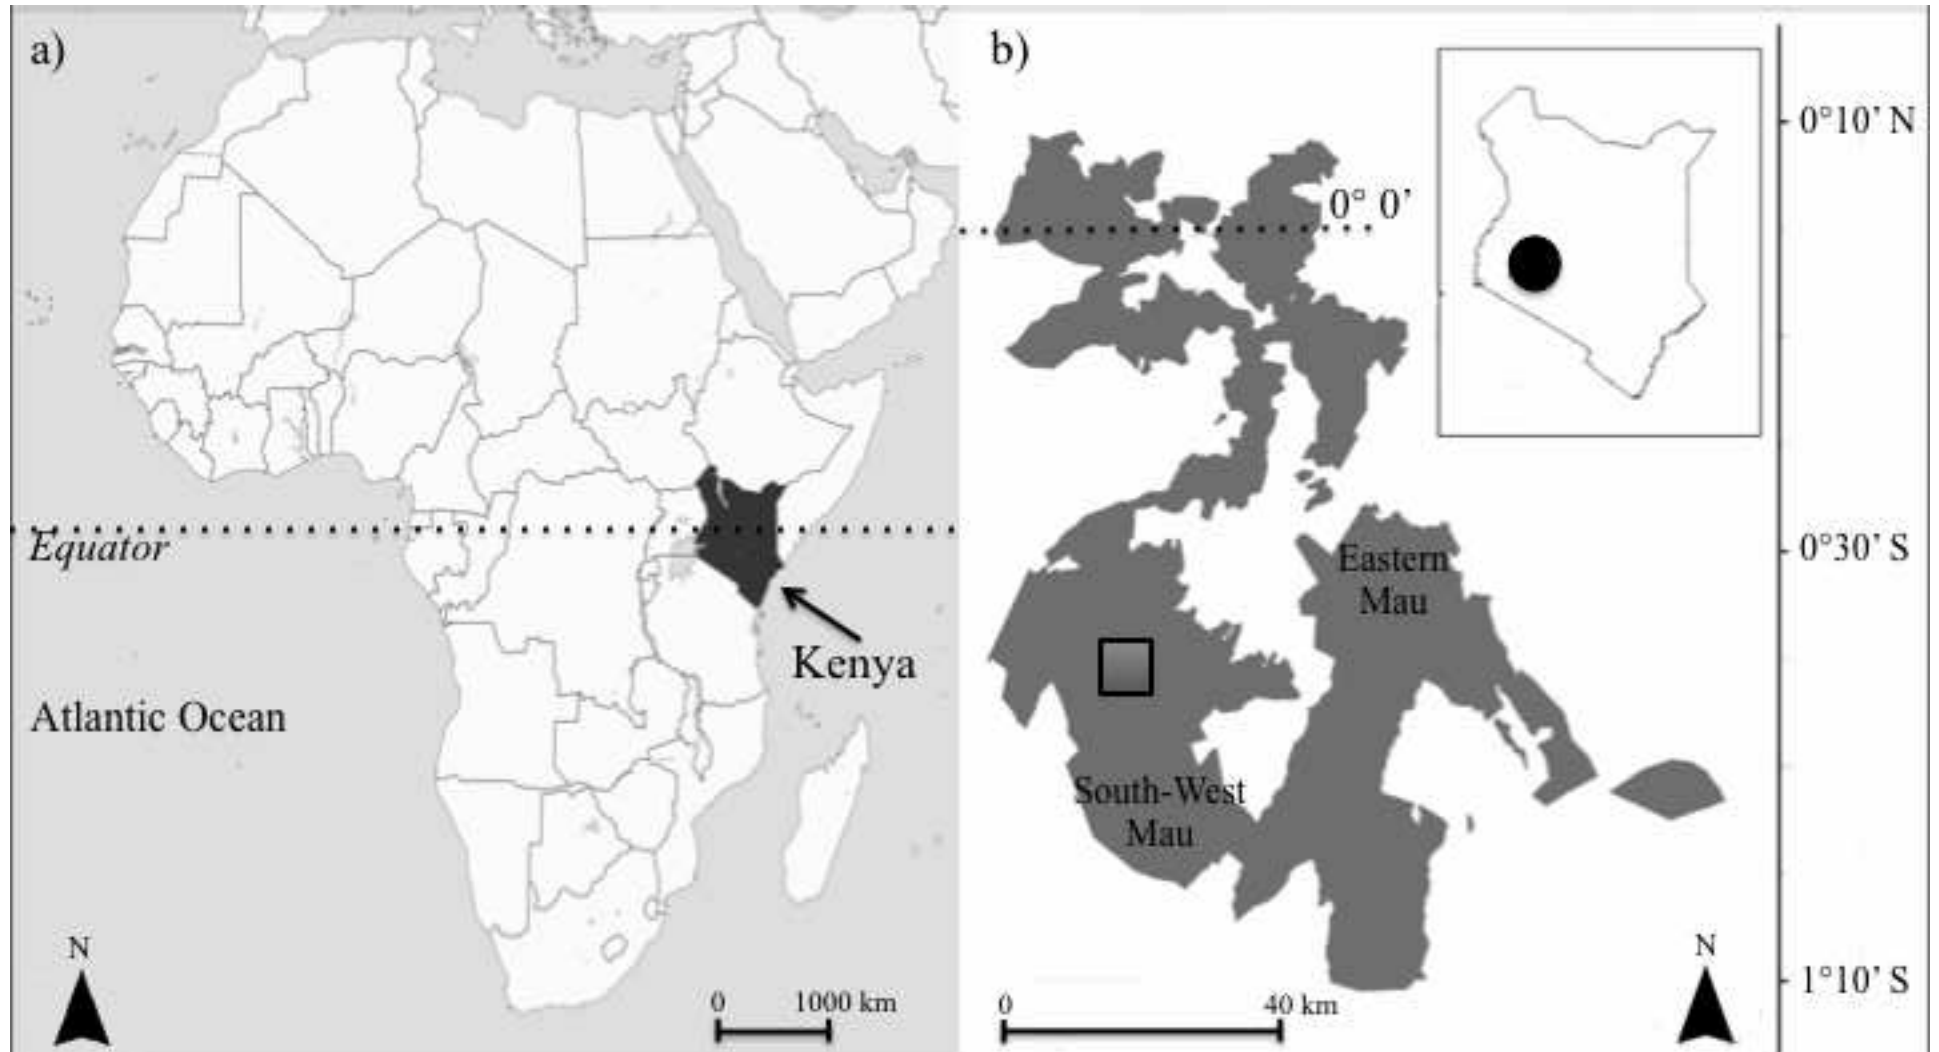 a)
Equator
Kenya
Atlantic Ocean
N
0 1000 km
b)
0°10' N
0° 0'
0°30' S
Eastern
Mau
South-West
Mau
N
1°10' S
0 40 km